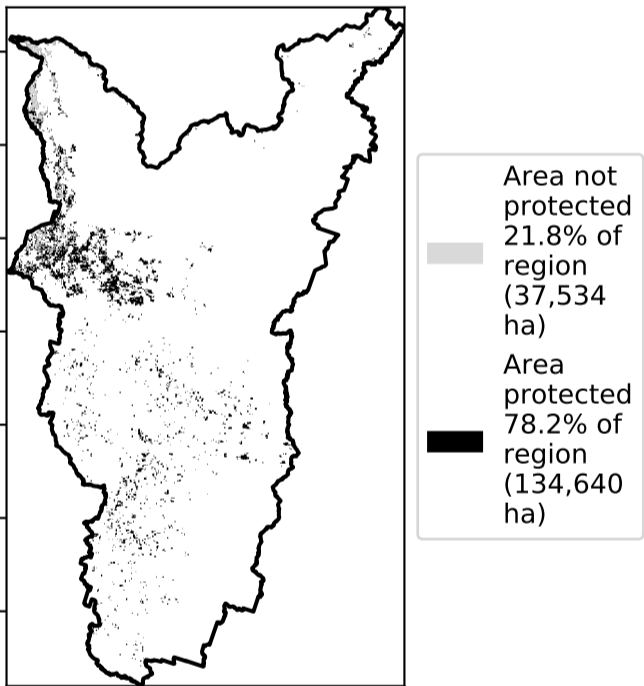 Area not
protected
21.8% of
region
(37,534
ha)
Area
protected
78.2% of
region
(134,640
ha)